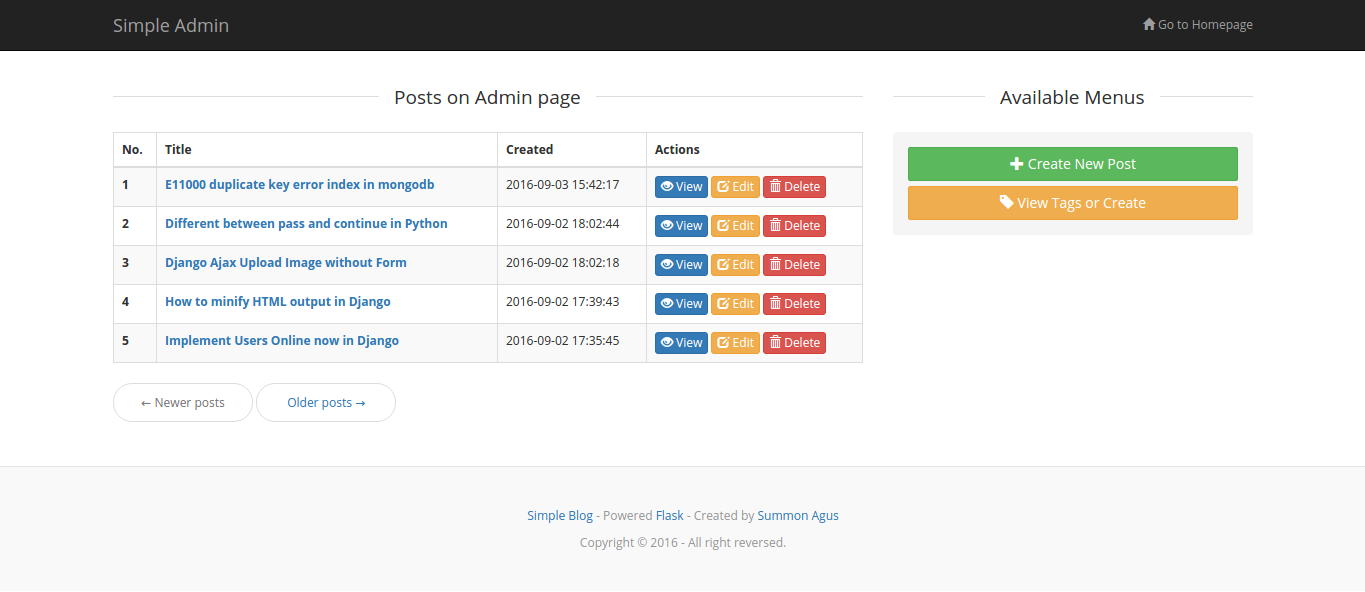 Simple Admin
Go to Homepage
Posts on Admin page
No. Title Created Actions
1 E11000 duplicate key error index in mongodb 2016-09-03 15:42:17 View Edit Delete
2 Different between pass and continue in Python 2016-09-02 18:02:44 View Edit Delete
3 Django Ajax Upload Image without Form 2016-09-02 18:02:18 View Edit Delete
4 How to minify HTML output in Django 2016-09-02 17:39:43 View Edit Delete
5 Implement Users Online now in Django 2016-09-02 17:35:45 View Edit Delete
← Newer posts Older posts →
Available Menus
Create New Post
View Tags or Create
Simple Blog - Powered Flask - Created by Summon Agus
Copyright © 2016 - All right reversed.